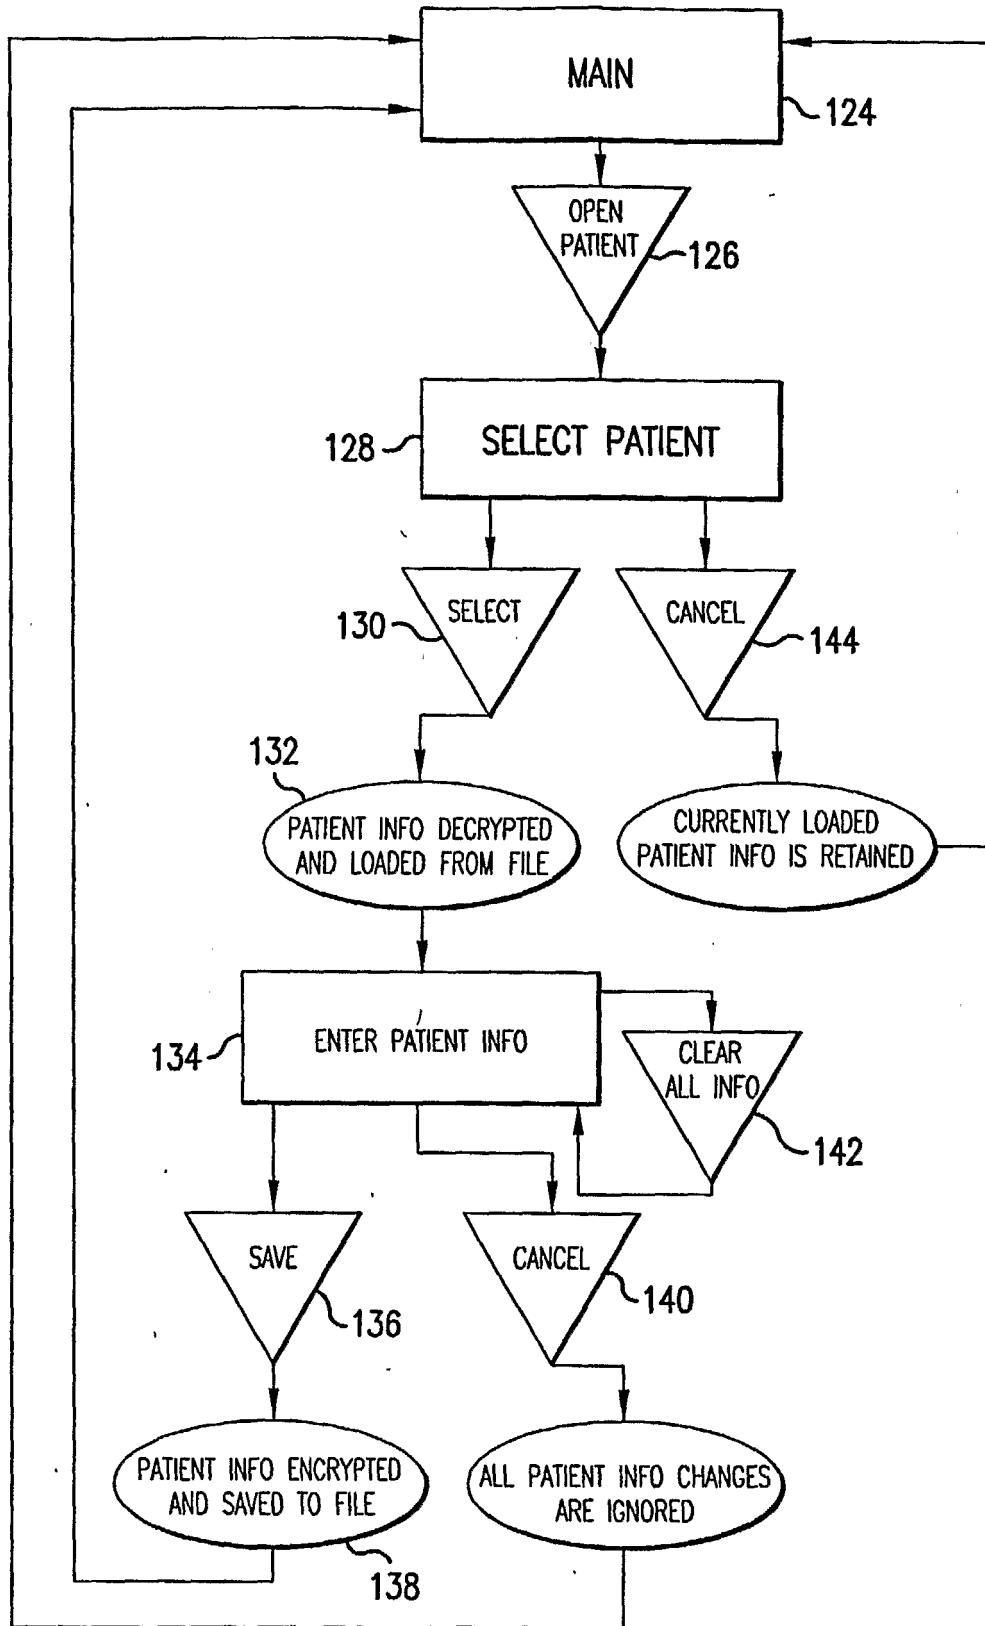 MAIN
124
OPEN
PATIENT
126
128
SELECT PATIENT
SELECT
130
CANCEL
144
132
PATIENT INFO DECRYPTED
AND LOADED FROM FILE
CURRENTLY LOADED
PATIENT INFO IS RETAINED
134
ENTER PATIENT INFO
CLEAR
ALL INFO
142
SAVE
136
CANCEL
140
PATIENT INFO ENCRYPTED
AND SAVED TO FILE
138
ALL PATIENT INFO CHANGES
ARE IGNORED